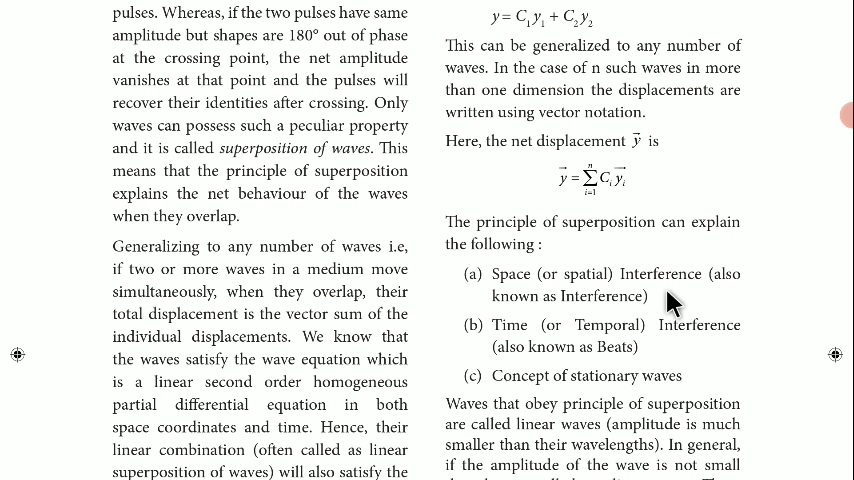 pulses. Whereas, if the two pulses have same
amplitude but shapes are 180° out of phase
at the crossing point, the net amplitude
vanishes at that point and the pulses will
recover their identities after crossing. Only
waves can possess such a peculiar property
and it is called superposition of waves. This
means that the principle of superposition
explains the net behaviour of the waves
when they overlap.
Generalizing to any number of waves i.e,
if two or more waves in a medium move
simultaneously, when they overlap, their
total displacement is the vector sum of the
individual displacements. We know that
the waves satisfy the wave equation which
is a linear second order homogeneous
partial differential equation in both
space coordinates and time. Hence, their
linear combination (often called as linear
superposition of waves) will also satisfy the
y = C₁y₁ + C₂y₂
This can be generalized to any number of
waves. In the case of n such waves in more
than one dimension the displacements are
written using vector notation.
Here, the net displacement y⃗ is
y⃗ = ∑ⁿᵢ₌₁ Cᵢ y⃗ᵢ
The principle of superposition can explain
the following :
(a) Space (or spatial) Interference (also
known as Interference)
(b) Time (or Temporal) Interference
(also known as Beats)
(c) Concept of stationary waves
Waves that obey principle of superposition
are called linear waves (amplitude is much
smaller than their wavelengths). In general,
if the amplitude of the wave is not small